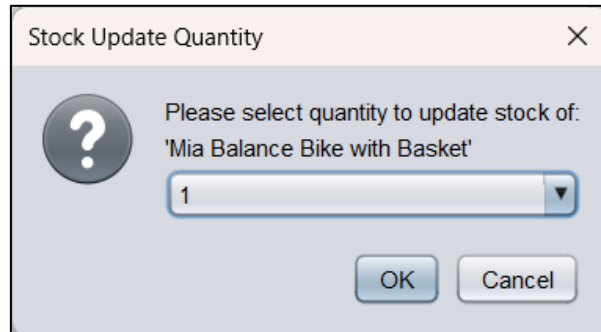 Stock Update Quantity
Please select quantity to update stock of:
'Mia Balance Bike with Basket'
1
OK Cancel